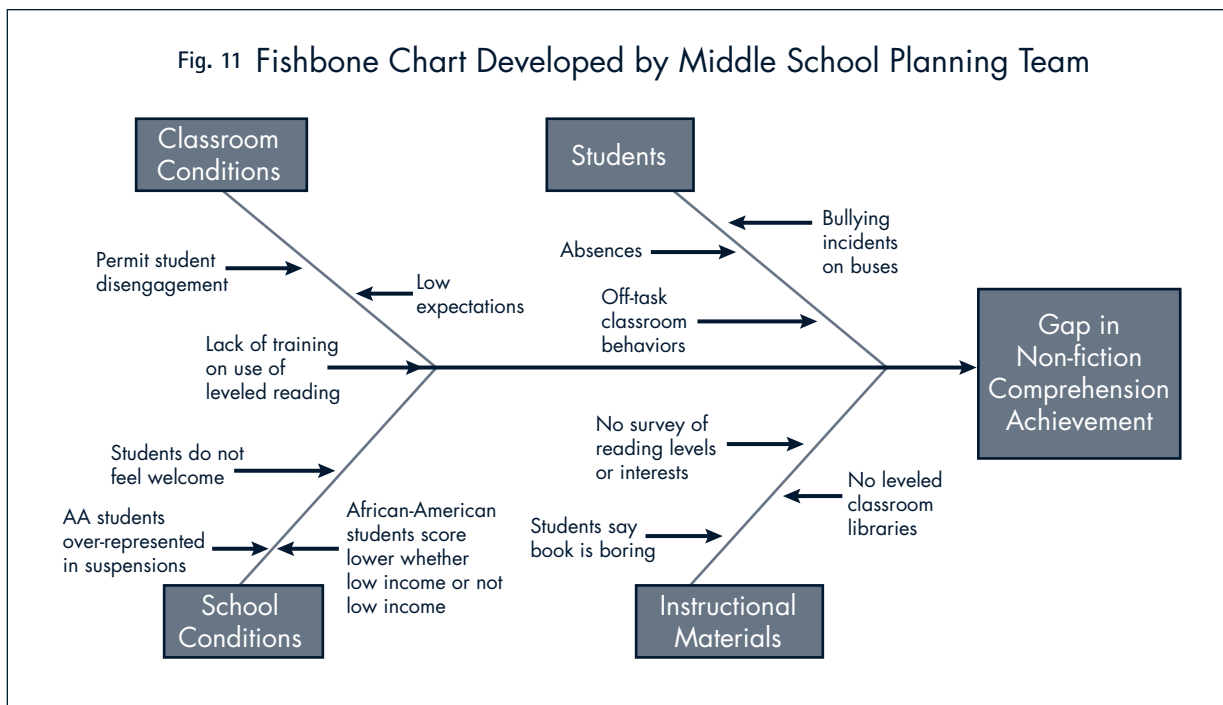 Fig. 11 Fishbone Chart Developed by Middle School Planning Team
Classroom
Conditions
Students
Permit student
disengagement
Low
expectations
Absences
Bullying
incidents
on buses
Off-task
classroom
behaviors
Lack of training
on use of
leveled reading
Gap in
Non-fiction
Comprehension
Achievement
Students do not
feel welcome
AA students
over-represented
in suspensions
African-American
students score
lower whether
low income or not
low income
No survey of
reading levels
or interests
No leveled
classroom
libraries
Students say
book is boring
School
Conditions
Instructional
Materials